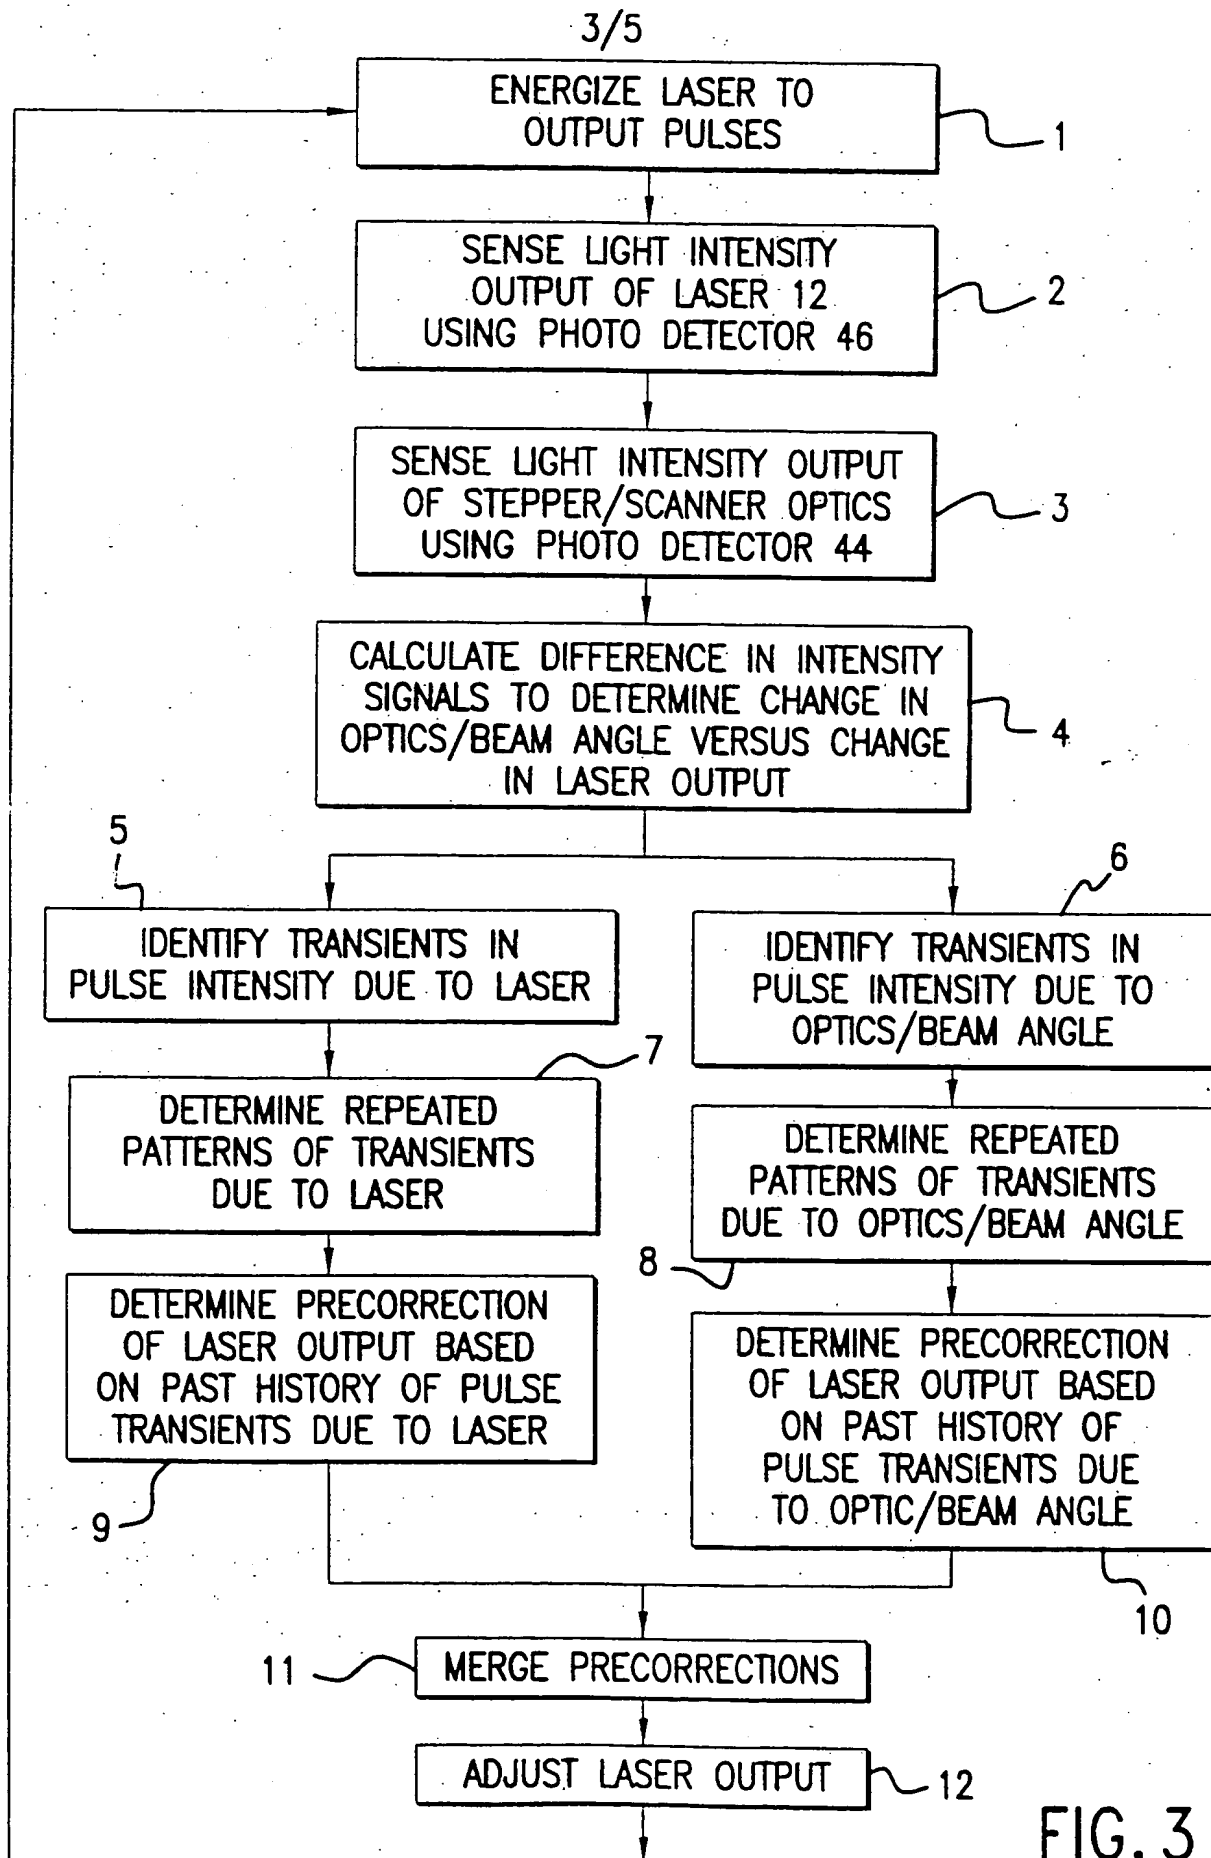 3/5
ENERGIZE LASER TO
OUTPUT PULSES
1
SENSE LIGHT INTENSITY
OUTPUT OF LASER 12
USING PHOTO DETECTOR 46
2
SENSE LIGHT INTENSITY OUTPUT
OF STEPPER/SCANNER OPTICS
USING PHOTO DETECTOR 44
3
CALCULATE DIFFERENCE IN INTENSITY
SIGNALS TO DETERMINE CHANGE IN
OPTICS/BEAM ANGLE VERSUS CHANGE
IN LASER OUTPUT
4
5
IDENTIFY TRANSIENTS IN
PULSE INTENSITY DUE TO LASER
6
IDENTIFY TRANSIENTS IN
PULSE INTENSITY DUE TO
OPTICS/BEAM ANGLE
7
DETERMINE REPEATED
PATTERNS OF TRANSIENTS
DUE TO LASER
DETERMINE REPEATED
PATTERNS OF TRANSIENTS
DUE TO OPTICS/BEAM ANGLE
8
DETERMINE PRECORRECTION
OF LASER OUTPUT BASED
ON PAST HISTORY OF PULSE
TRANSIENTS DUE TO LASER
9
DETERMINE PRECORRECTION
OF LASER OUTPUT BASED
ON PAST HISTORY OF
PULSE TRANSIENTS DUE
TO OPTIC/BEAM ANGLE
10
11
MERGE PRECORRECTIONS
ADJUST LASER OUTPUT
12
FIG. 3